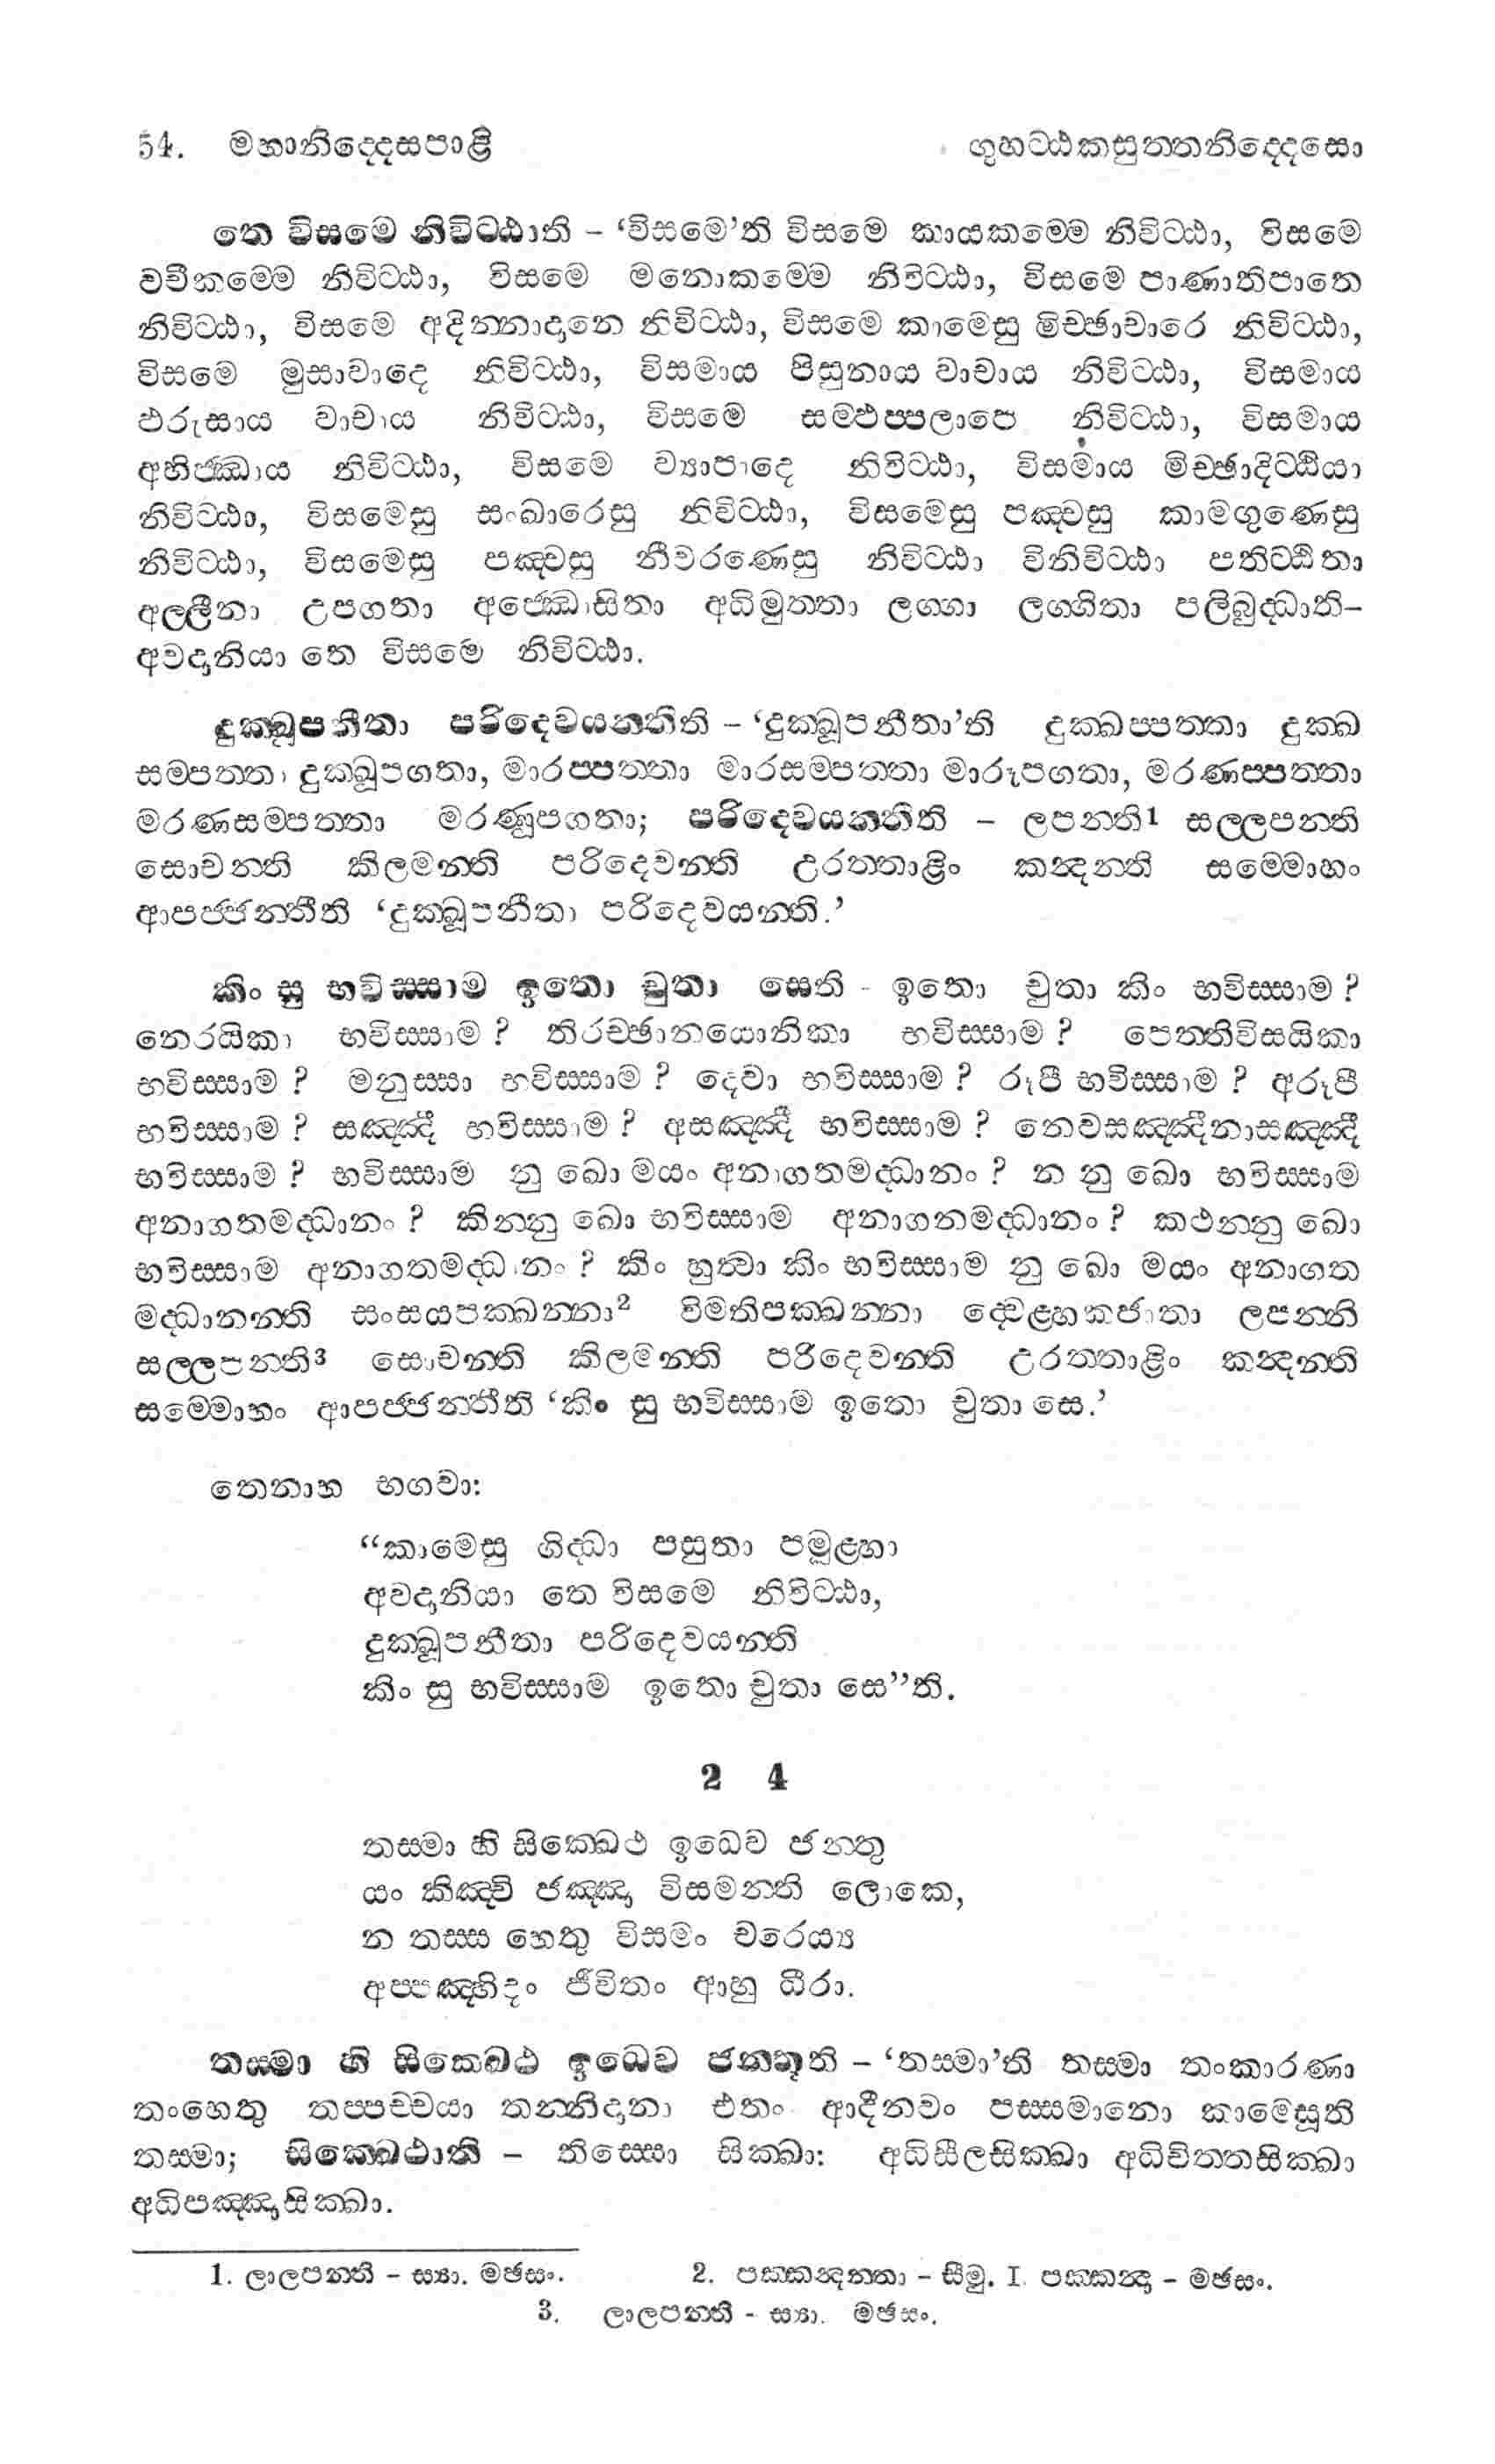 54. මහානිද්දෙසපාළි ගුහට්ඨකසුත්තනිද්දෙසො
තෙ විසමෙ නිවිට්ඨාති – ‘විසමෙ’ති විසමෙ කායකම්මෙ නිවිට්ඨා, විසමෙ
වචීකම්මෙ නිවිට්ඨා, විසමෙ මනොකම්මෙ නිවිට්ඨා, විසමෙ පාණාතිපාතෙ
නිවිට්ඨා, විසමෙ අදින්නාදානෙ නිවිට්ඨා, විසමෙ කාමෙසු මිච්ඡාචාරෙ නිවිට්ඨා,
විසමෙ මුසාවාදෙ නිවිට්ඨා, විසමාය පිසුනාය වාචාය නිවිට්ඨා, විසමාය
ඵරුසාය වාචාය නිවිට්ඨා, විසමෙ සම්ඵප්පලාපෙ නිවිට්ඨා, විසමාය
අභිජ්ඣාය නිවිට්ඨා, විසමෙ ව්‍යාපාදෙ නිවිට්ඨා, විසමාය මිච්ඡාදිට්ඨියා
නිවිට්ඨා, විසමෙසු සංඛාරෙසු නිවිට්ඨා, විසමෙසු පඤ්චසු කාමගුණෙසු
නිවිට්ඨා, විසමෙසු පඤ්චසු නීවරණෙසු නිවිට්ඨා විනිවිට්ඨා පතිට්ඨිතා
අල්ලීනා උපගතා අජ්ඣොසිතා අධිමුත්තා ලග්ගා ලග්ගිතා පලිබුද්ධාති–
අවදානියා තෙ විසමෙ නිවිට්ඨා.
දුක්ඛූපනීතා පරිදෙවයන්තීති – ‘දුක්ඛූපනීතා’ති දුක්ඛප්පත්තා දුක්ඛ
සම්පත්තා දුක්ඛූපගතා, මාරප්පත්තා මාරසම්පත්තා මාරූපගතා, මරණප්පත්තා
මරණසම්පත්තා මරණූපගතා; පරිදෙවයන්තීති – ලපන්ති1 සල්ලපන්ති
සොචන්ති කිලමන්ති පරිදෙවන්ති උරත්තාළිං කන්දන්ති සම්මොහං
ආපජ්ජන්තීති ‘දුක්ඛූපනීතා පරිදෙවයන්ති.’
කිං සු භවිස්සාම ඉතො චුතා සෙති - ඉතො චුතා කිං භවිස්සාම ?
නෙරයිකා භවිස්සාම ? තිරච්ඡානයොනිකා භවිස්සාම ? පෙත්තිවිසයිකා
භවිස්සාම ? මනුස්සා භවිස්සාම ? දෙවා භවිස්සාම ? රූපී භවිස්සාම ? අරූපී
භවිස්සාම ? සඤ්ඤී භවිස්සාම ? අසඤ්ඤී භවිස්සාම ? නෙවසඤ්ඤීනාසඤ්ඤී
භවිස්සාම ? භවිස්සාම නු ඛො මයං අනාගතමද්ධානං ? න නු ඛො භවිස්සාම
අනාගතමද්ධානං ? කින්නු ඛො භවිස්සාම අනාගතමද්ධානං ? කථන්නු ඛො
භවිස්සාම අනාගතමද්ධානං ? කිං හුත්වා කිං භවිස්සාම නු ඛො මයං අනාගත
මද්ධානන්ති සංසයපක්ඛන්නා2 විමතිපක්ඛන්නා ද්වෙළ්හකජාතා ලපන්ති
සල්ලපන්ති3 සොචන්ති කිලමන්ති පරිදෙවන්ති උරත්තාළිං කන්දන්ති
සම්මොහං ආපජ්ජන්තීති ‘කිං සු භවිස්සාම ඉතො චුතා සෙ.’
තෙනාහ භගවා:
“කාමෙසු ගිද්ධා පසුතා පමූළ්හා
අවදානියා තෙ විසමෙ නිවිට්ඨා,
දුක්ඛූපනීතා පරිදෙවයන්ති
කිං සු භවිස්සාම ඉතො චුතා සෙ”ති.
2 4
තස්මා හි සික්ඛෙථ ඉධෙව ජන්තු
යං කිඤ්චි ජඤ්ඤා විසමන්ති ලොකෙ,
න තස්ස හෙතු විසමං චරෙය්‍ය
අප්පඤ්හිදං ජීවිතං ආහු ධීරා.
තස්මා හි සික්ඛෙථ ඉධෙව ජන්තූති – ‘තස්මා’ති තස්මා තංකාරණා
තංහෙතු තප්පච්චයා තන්නිදානා එතං ආදීනවං පස්සමානො කාමෙසූති
තස්මා; සික්ඛෙථාති – තිස්සො සික්ඛා: අධිසීලසික්ඛා අධිචිත්තසික්ඛා
අධිපඤ්ඤාසික්ඛා.
1. ලාලපන්ති – ස්‍යා. මඡසං. 2. පක්කන්දන්තා – සීමු. I. පක්කන්දා – මඡසං.
3. ලාලපන්ති - ස්‍යා. මඡසං.